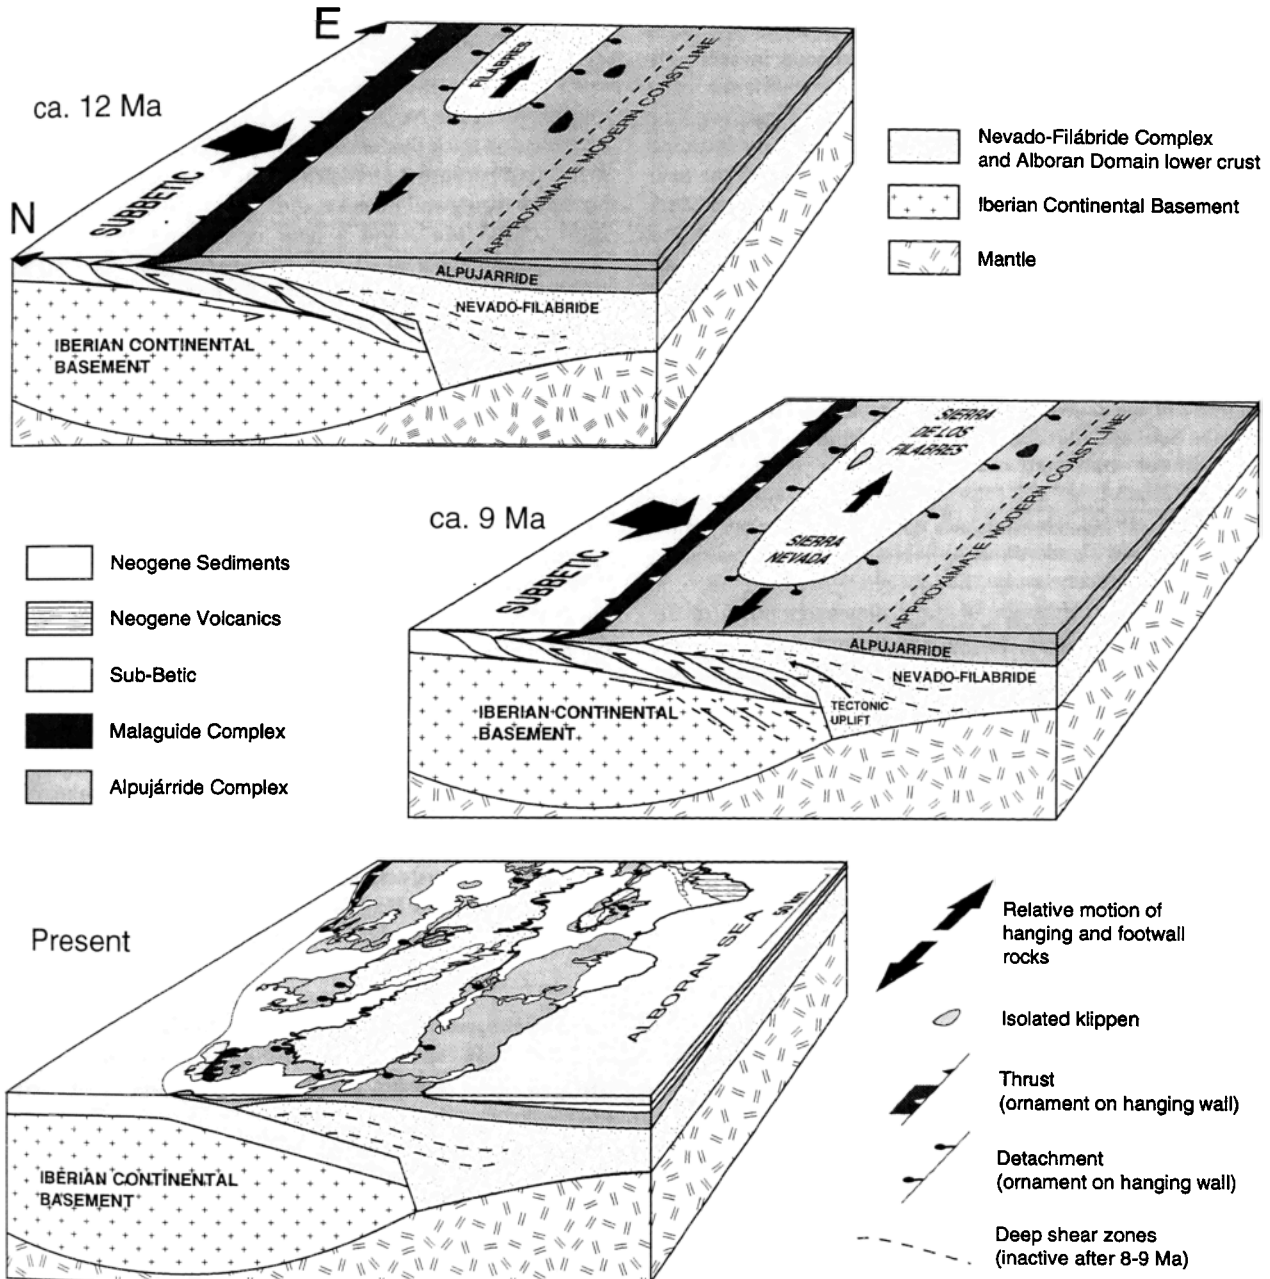 E
ca. 12 Ma
N
SUBBETIC
FILABRES
APPROXIMATE MODERN COASTLINE
ALPUJARRIDE
NEVADO-FILABRIDE
IBERIAN CONTINENTAL
BASEMENT
Nevado-Filábride Complex
and Alboran Domain lower crust
Iberian Continental Basement
Mantle
ca. 9 Ma
SUBBETIC
SIERRA
DE LOS
FILABRES
SIERRA
NEVADA
APPROXIMATE MODERN COASTLINE
ALPUJARRIDE
NEVADO-FILABRIDE
TECTONIC
UPLIFT
IBERIAN CONTINENTAL
BASEMENT
Neogene Sediments
Neogene Volcanics
Sub-Betic
Malaguide Complex
Alpujárride Complex
Present
50 km
ALBORAN SEA
IBERIAN CONTINENTAL
BASEMENT
Relative motion of
hanging and footwall
rocks
Isolated klippen
Thrust
(ornament on hanging wall)
Detachment
(ornament on hanging wall)
Deep shear zones
(inactive after 8-9 Ma)